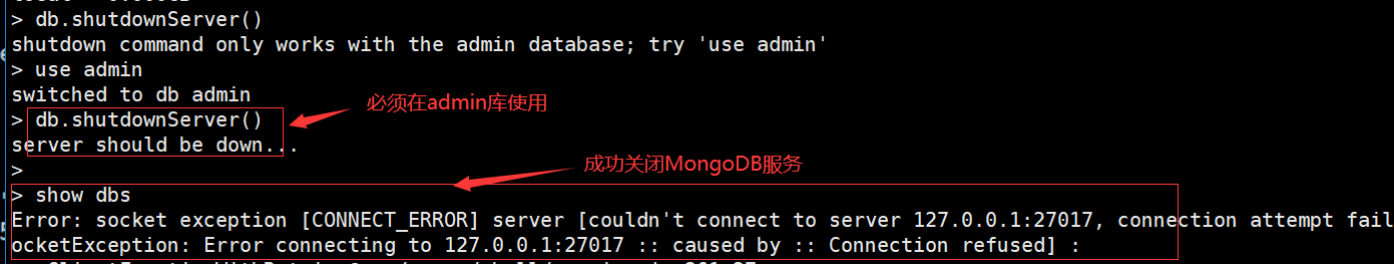 > db.shutdownServer()
shutdown command only works with the admin database; try 'use admin'
> use admin
switched to db admin
必须在admin库使用
> db.shutdownServer()
server should be down...
成功关闭MongoDB服务
>
> show dbs
Error: socket exception [CONNECT_ERROR] server [couldn't connect to server 127.0.0.1:27017, connection attempt fail
ocketException: Error connecting to 127.0.0.1:27017 :: caused by :: Connection refused] :